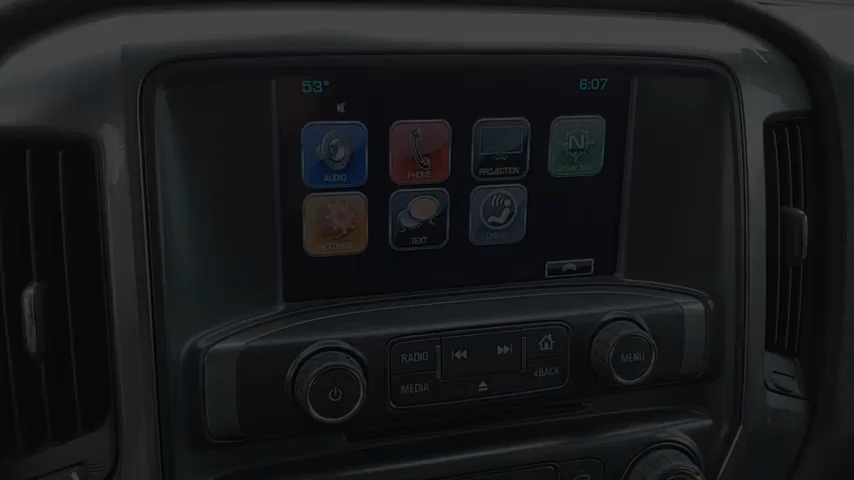 53° 6:07
AUDIO PHONE PROJECTION
SETTINGS TEXT
RADIO
MEDIA
BACK
MENU